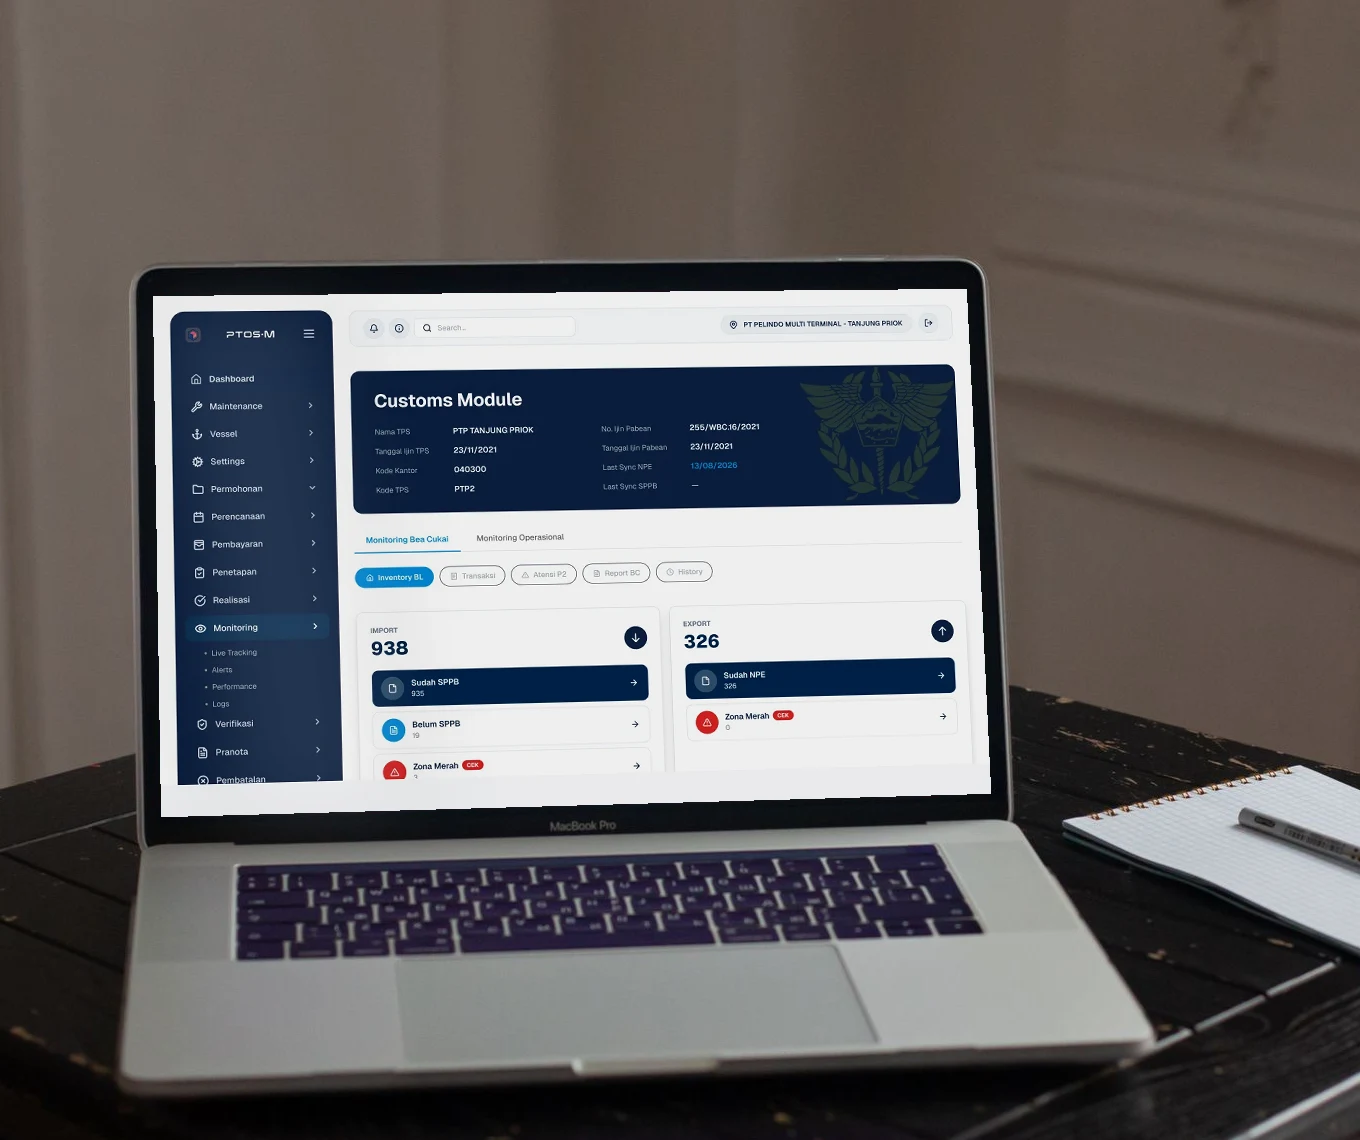 PTOS-M
Dashboard
Maintenance
Vessel
Settings
Permohonan
Perencanaan
Pembayaran
Penetapan
Realisasi
Monitoring
Live Tracking
Alerts
Performance
Logs
Verifikasi
Pranota
Pembatalan
Search...
PT PELINDO MULTI TERMINAL - TANJUNG PRIOK
Customs Module
Nama TPS PTP TANJUNG PRIOK
Tanggal Ijin TPS 23/11/2021
Kode Kantor 040300
Kode TPS PTP2
No. Ijin Pabean 255/WBC.16/2021
Tanggal Ijin Pabean 23/11/2021
Last Sync NPE 13/08/2026
Last Sync SPPB —
Monitoring Bea Cukai Monitoring Operasional
Inventory BL Transaksi Atensi P2 Report BC History
IMPORT
938
Sudah SPPB
935
Belum SPPB
19
Zona Merah CEK
3
EXPORT
326
Sudah NPE
326
Zona Merah CEK
0
MacBook Pro